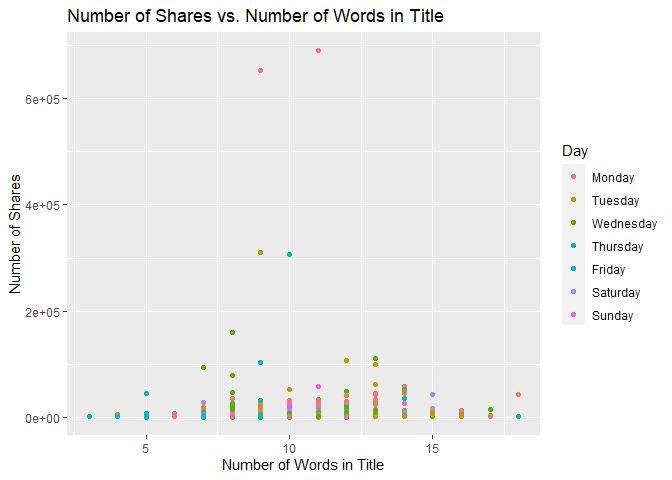 Number of Shares vs. Number of Words in Title
6e+05
4e+05
2e+05
0e+00
Number of Shares
5
10
15
Number of Words in Title
Day
Monday
Tuesday
Wednesday
Thursday
Friday
Saturday
Sunday